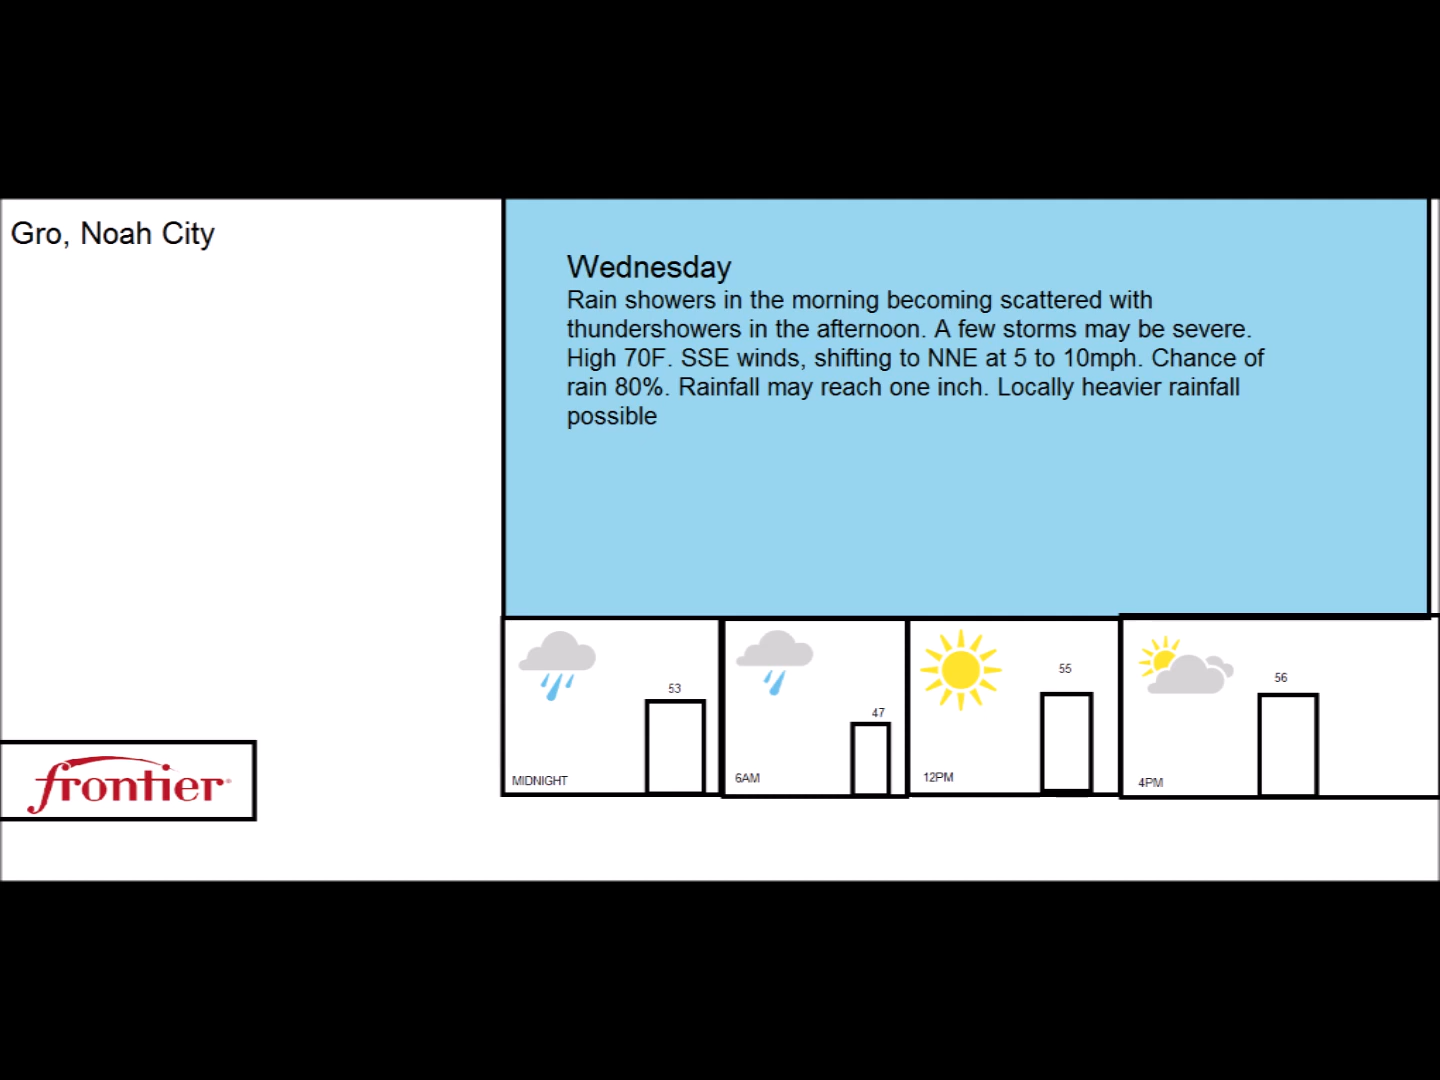 Gro, Noah City
Wednesday
Rain showers in the morning becoming scattered with
thundershowers in the afternoon. A few storms may be severe.
High 70F. SSE winds, shifting to NNE at 5 to 10mph. Chance of
rain 80%. Rainfall may reach one inch. Locally heavier rainfall
possible
53
MIDNIGHT
47
6AM
55
12PM
56
4PM
frontier®